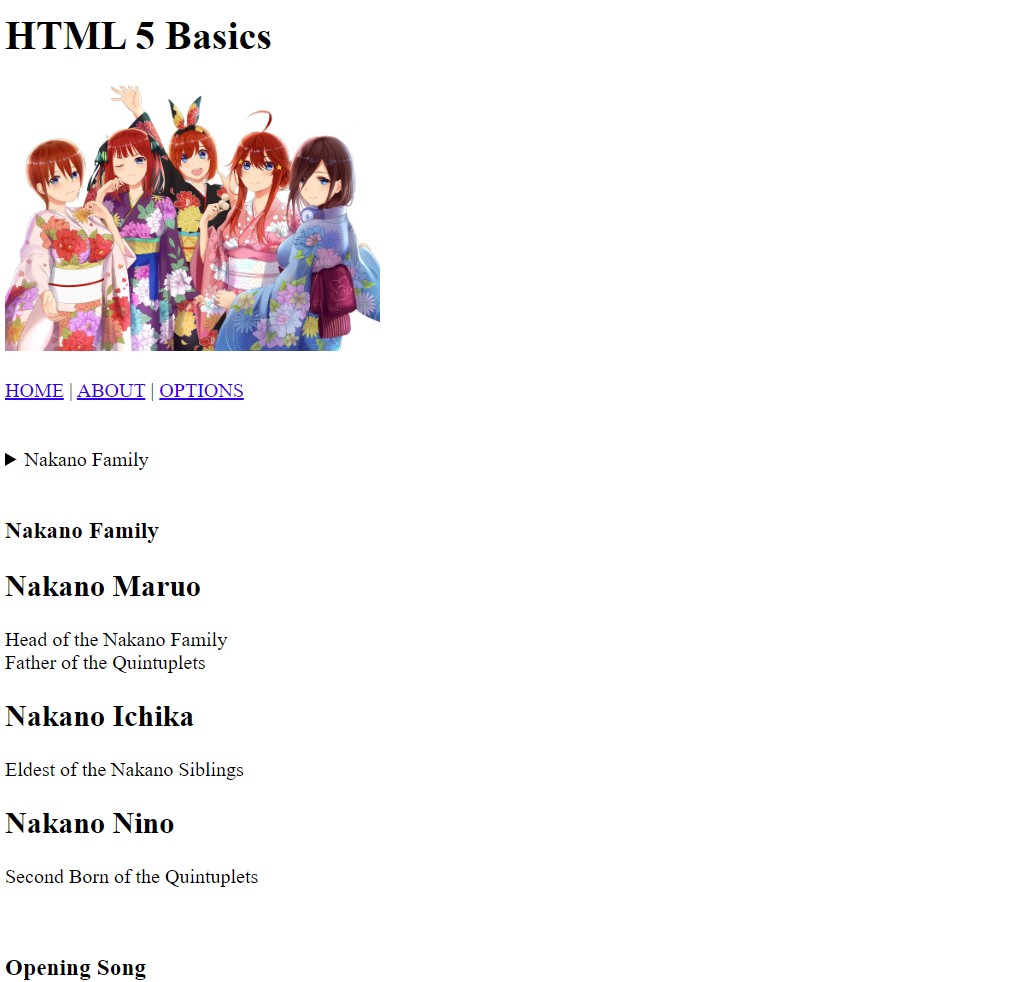 HTML 5 Basics
HOME | ABOUT | OPTIONS
Nakano Family
Nakano Family
Nakano Maruo
Head of the Nakano Family
Father of the Quintuplets
Nakano Ichika
Eldest of the Nakano Siblings
Nakano Nino
Second Born of the Quintuplets
Opening Song